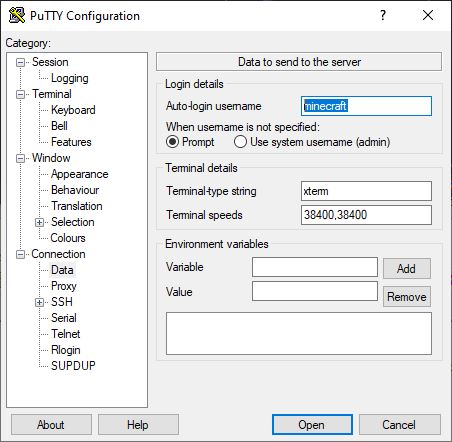 PuTTY Configuration
?
Category:
Session
Logging
Terminal
Keyboard
Bell
Features
Window
Appearance
Behaviour
Translation
Selection
Colours
Connection
Data
Proxy
SSH
Serial
Telnet
Rlogin
SUPDUP
Data to send to the server
Login details
Auto-login username minecraft
When username is not specified:
Prompt Use system username (admin)
Terminal details
Terminal-type string xterm
Terminal speeds 38400,38400
Environment variables
Variable Add
Value Remove
About Help Open Cancel